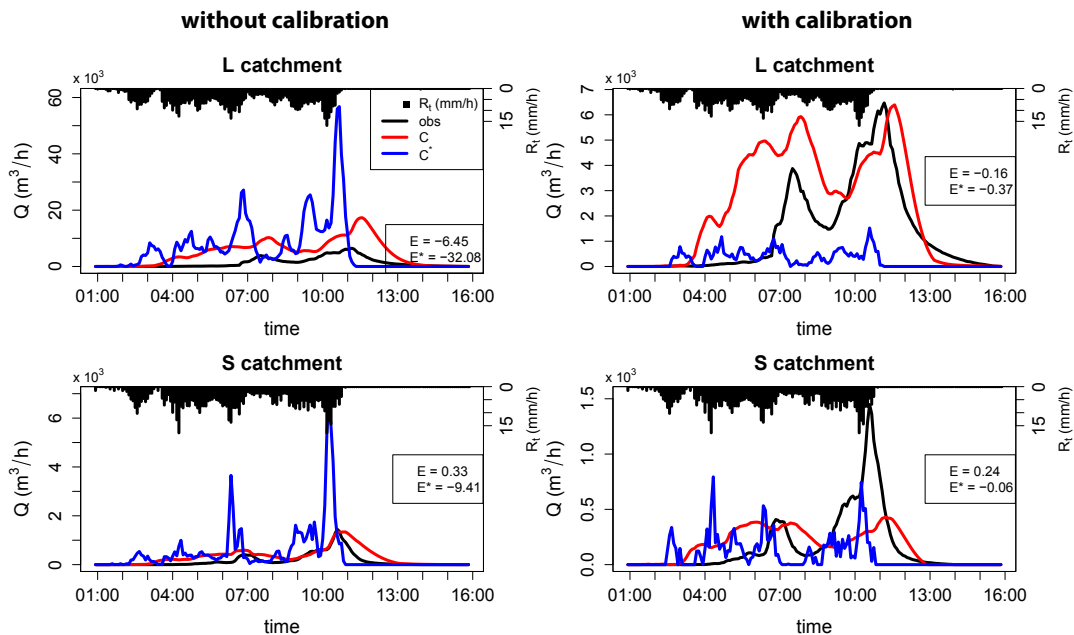 without calibration
with calibration
L catchment
x 10³
Q (m³/h)
0
20
40
60
01:00 04:00 07:00 10:00 13:00 16:00
time
0
15
Rₜ (mm/h)
Rₜ (mm/h)
obs
C
C*
E = −6.45
E* = −32.08
L catchment
x 10³
Q (m³/h)
0
1
2
3
4
5
6
7
01:00 04:00 07:00 10:00 13:00 16:00
time
0
15
Rₜ (mm/h)
E = −0.16
E* = −0.37
S catchment
x 10³
Q (m³/h)
0
2
4
6
01:00 04:00 07:00 10:00 13:00 16:00
time
0
15
Rₜ (mm/h)
E = 0.33
E* = −9.41
S catchment
x 10³
Q (m³/h)
0.0
0.5
1.0
1.5
01:00 04:00 07:00 10:00 13:00 16:00
time
0
15
Rₜ (mm/h)
E = 0.24
E* = −0.06